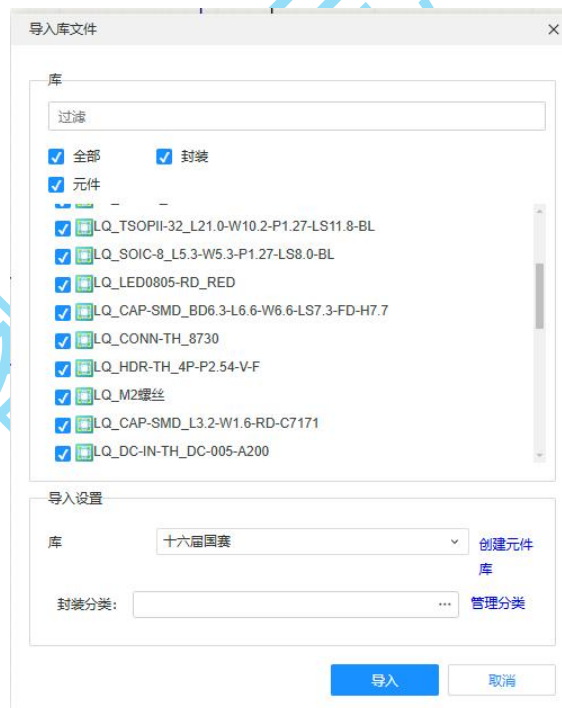 导入库文件
库
过滤
全部 封装
元件
LQ_TSOPII-32_L21.0-W10.2-P1.27-LS11.8-BL
LQ_SOIC-8_L5.3-W5.3-P1.27-LS8.0-BL
LQ_LED0805-RD_RED
LQ_CAP-SMD_BD6.3-L6.6-W6.6-LS7.3-FD-H7.7
LQ_CONN-TH_8730
LQ_HDR-TH_4P-P2.54-V-F
LQ_M2螺丝
LQ_CAP-SMD_L3.2-W1.6-RD-C7171
LQ_DC-IN-TH_DC-005-A200
导入设置
库 十六届国赛 创建元件
库
封装分类: ... 管理分类
导入 取消